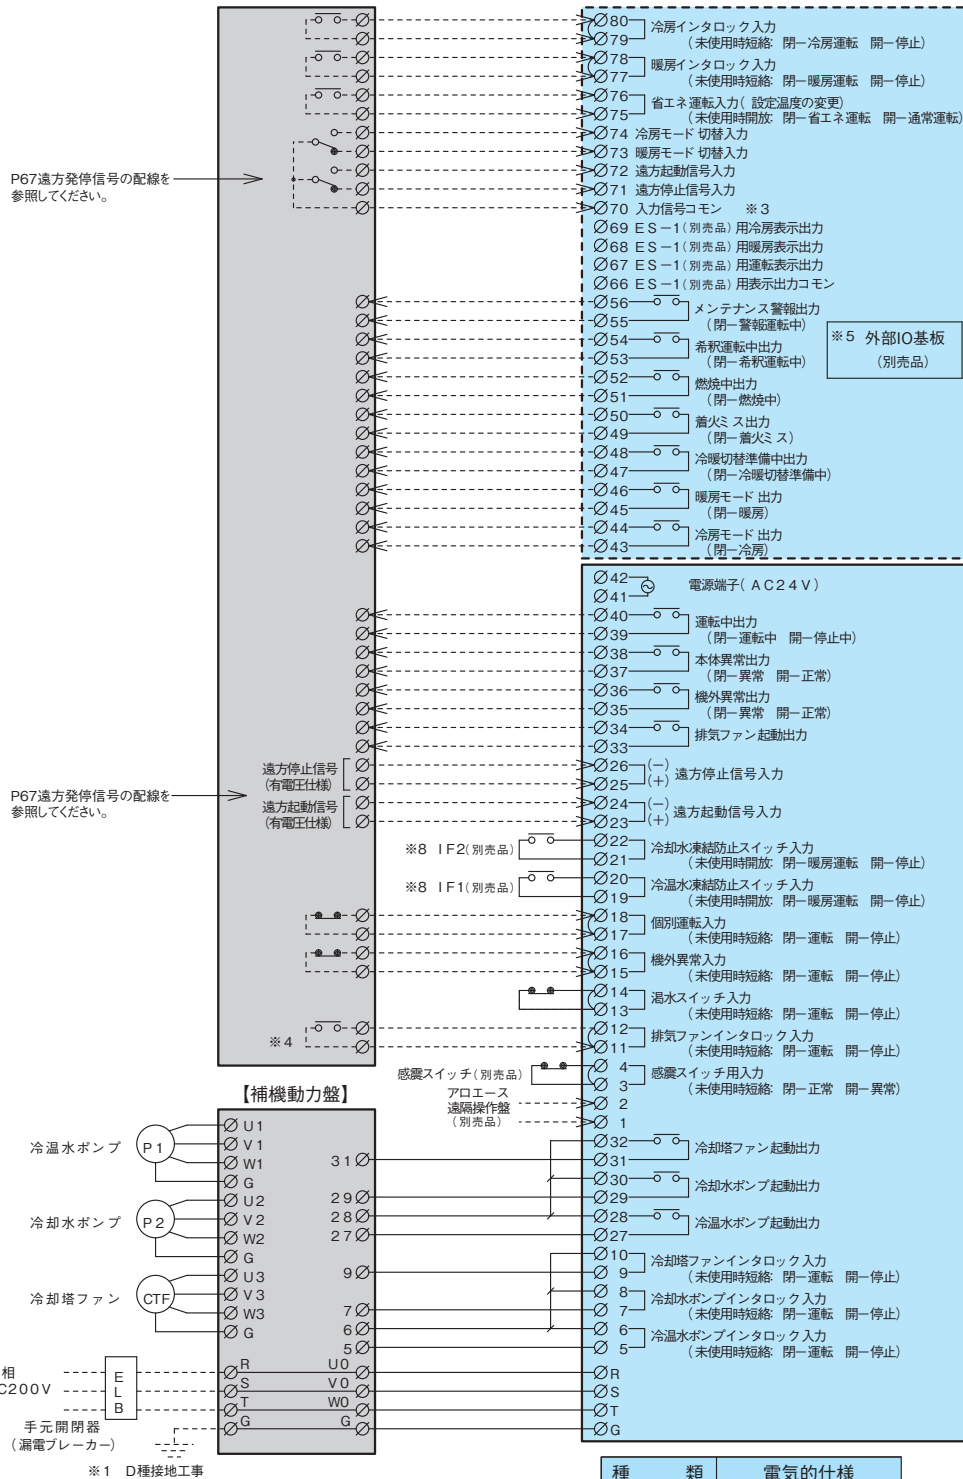 80 冷房インタロック入力
79 (未使用時短絡: 閉ー冷房運転 開ー停止)
78 暖房インタロック入力
77 (未使用時短絡: 閉ー暖房運転 開ー停止)
76 省エネ運転入力( 設定温度の変更)
75 (未使用時開放: 閉ー省エネ運転 開ー通常運転)
74 冷房モード 切替入力
73 暖房モード 切替入力
72 遠方起動信号入力
71 遠方停止信号入力
70 入力信号コモン ※3
P67遠方発停信号の配線を
参照してください。
69 ES-1(別売品)用冷房表示出力
68 ES-1(別売品)用暖房表示出力
67 ES-1(別売品)用運転表示出力
66 ES-1(別売品)用表示出力コモン
56 メンテナンス警報出力
55 (閉ー警報運転中)
※5 外部IO基板
(別売品)
54 希釈運転中出力
53 (閉ー希釈運転中)
52 燃焼中出力
51 (閉ー燃焼中)
50 着火ミス出力
49 (閉ー着火ミス)
48 冷暖切替準備中出力
47 (閉ー冷暖切替準備中)
46 暖房モード 出力
45 (閉ー暖房)
44 冷房モード 出力
43 (閉ー冷房)
42 電源端子( AC24V)
41
40 運転中出力
39 (閉ー運転中 開ー停止中)
38 本体異常出力
37 (閉ー異常 開ー正常)
36 機外異常出力
35 (閉ー異常 開ー正常)
34 排気ファン起動出力
33
遠方停止信号
(有電圧仕様)
26 (ー) 遠方停止信号入力
25 (+)
P67遠方発停信号の配線を
参照してください。
遠方起動信号
(有電圧仕様)
24 (ー) 遠方起動信号入力
23 (+)
※8 IF2(別売品)
22 冷却水凍結防止スイッチ入力
21 (未使用時開放: 閉ー暖房運転 開ー停止)
※8 IF1(別売品)
20 冷温水凍結防止スイッチ入力
19 (未使用時開放: 閉ー暖房運転 開ー停止)
18 個別運転入力
17 (未使用時短絡: 閉ー運転 開ー停止)
16 機外異常入力
15 (未使用時短絡: 閉ー運転 開ー停止)
14 渇水スイッチ入力
13 (未使用時短絡: 閉ー運転 開ー停止)
※4
12 排気ファンインタロック入力
11 (未使用時短絡: 閉ー運転 開ー停止)
感震スイッチ(別売品)
4 感震スイッチ用入力
3 (未使用時短絡: 閉ー正常 開ー異常)
アロエース
遠隔操作盤
(別売品)
2
1
【補機動力盤】
冷温水ポンプ P1
U1
V1
W1
G
冷却水ポンプ P2
U2
V2
W2
G
冷却塔ファン CTF
U3
V3
W3
G
31
29
28
27
9
7
6
5
32 冷却塔ファン起動出力
31
30 冷却水ポンプ起動出力
29
28 冷温水ポンプ起動出力
27
10 冷却塔ファンインタロック入力
9 (未使用時短絡: 閉ー運転 開ー停止)
8 冷却水ポンプインタロック入力
7 (未使用時短絡: 閉ー運転 開ー停止)
6 冷温水ポンプインタロック入力
5 (未使用時短絡: 閉ー運転 開ー停止)
相
C200V
E
L
B
手元開閉器
(漏電ブレーカー)
※1 D種接地工事
R U0 R
S V0 S
T W0 T
G G G
種 類 電気的仕様